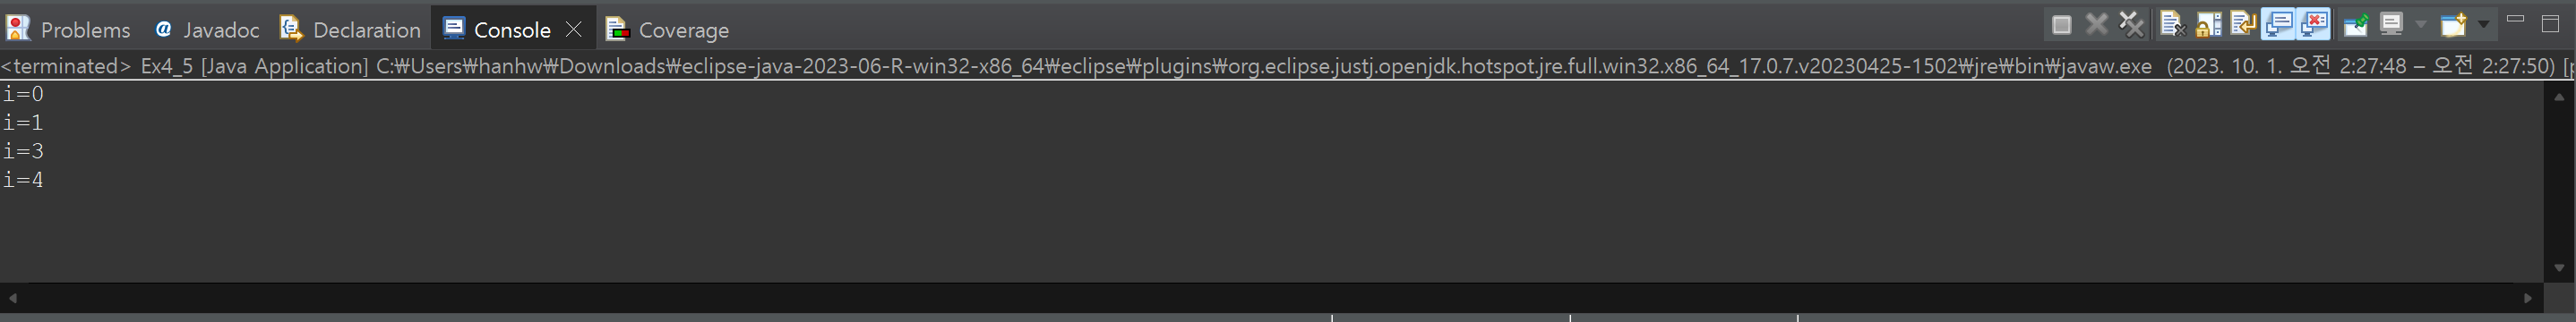 Problems Javadoc Declaration Console Coverage
<terminated> Ex4_5 [Java Application] C:₩Users₩hanhw₩Downloads₩eclipse-java-2023-06-R-win32-x86_64₩eclipse₩plugins₩org.eclipse.justj.openjdk.hotspot.jre.full.win32.x86_64_17.0.7.v20230425-1502₩jre₩bin₩javaw.exe (2023. 10. 1. 오전 2:27:48 – 오전 2:27:50) [p
i=0
i=1
i=3
i=4